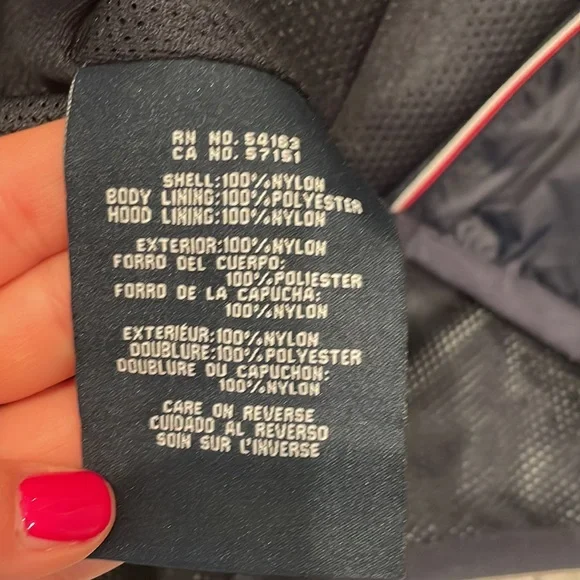 RN NO. 54163
CA NO. 57151
SHELL:100%NYLON
BODY LINING:100%POLYESTER
HOOD LINING:100%NYLON
EXTERIOR:100%NYLON
FORRO DEL CUERPO:
100%POLIESTER
FORRO DE LA CAPUCHA:
100%NYLON
EXTERIEUR:100%NYLON
DOUBLURE:100%POLYESTER
DOUBLURE DU CAPUCHON:
100%NYLON
CARE ON REVERSE
CUIDADO AL REVERSO
SOIN SUR L'INVERSE